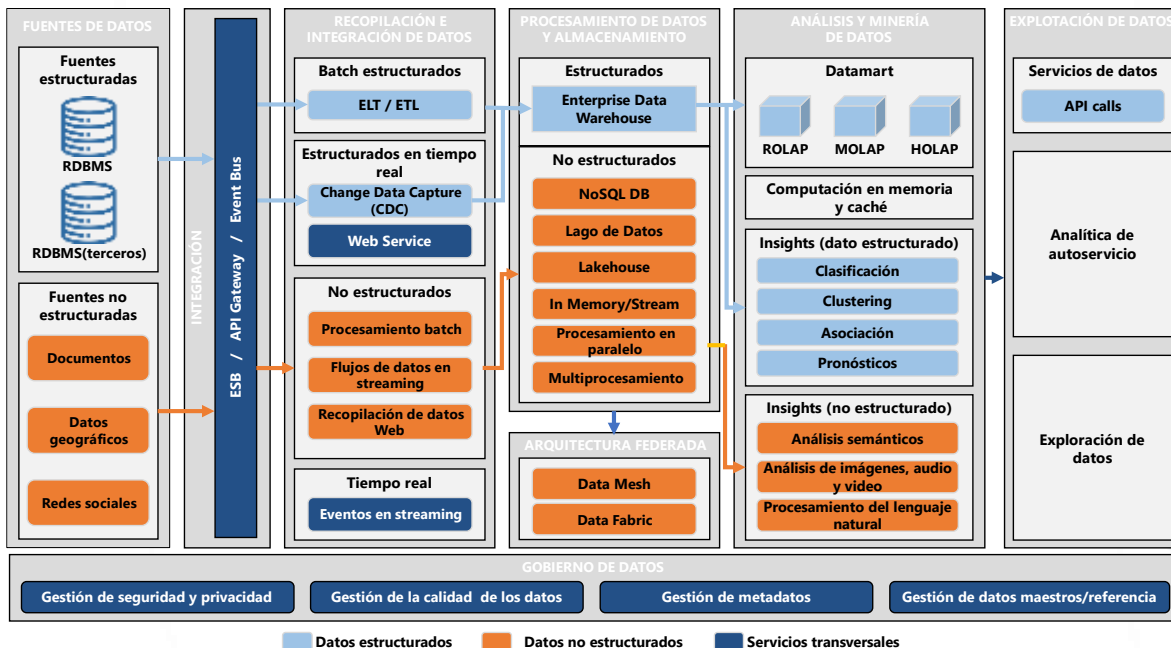 FUENTES DE DATOS
Fuentes
estructuradas
RDBMS
RDBMS(terceros)
Fuentes no
estructuradas
Documentos
Datos
geográficos
Redes sociales
INTEGRACIÓN
ESB / API Gateway / Event Bus
RECOPILACIÓN E
INTEGRACIÓN DE DATOS
Batch estructurados
ELT / ETL
Estructurados en tiempo
real
Change Data Capture
(CDC)
Web Service
No estructurados
Procesamiento batch
Flujos de datos en
streaming
Recopilación de datos
Web
Tiempo real
Eventos en streaming
PROCESAMIENTO DE DATOS
Y ALMACENAMIENTO
Estructurados
Enterprise Data
Warehouse
No estructurados
NoSQL DB
Lago de Datos
Lakehouse
In Memory/Stream
Procesamiento en
paralelo
Multiprocesamiento
ARQUITECTURA FEDERADA
Data Mesh
Data Fabric
ANÁLISIS Y MINERÍA
DE DATOS
Datamart
ROLAP MOLAP HOLAP
Computación en memoria
y caché
Insights (dato estructurado)
Clasificación
Clustering
Asociación
Pronósticos
Insights (no estructurado)
Análisis semánticos
Análisis de imágenes, audio
y video
Procesamiento del lenguaje
natural
EXPLOTACIÓN DE DATOS
Servicios de datos
API calls
Analítica de
autoservicio
Exploración de
datos
GOBIERNO DE DATOS
Gestión de seguridad y privacidad
Gestión de la calidad de los datos
Gestión de metadatos
Gestión de datos maestros/referencia
Datos estructurados
Datos no estructurados
Servicios transversales